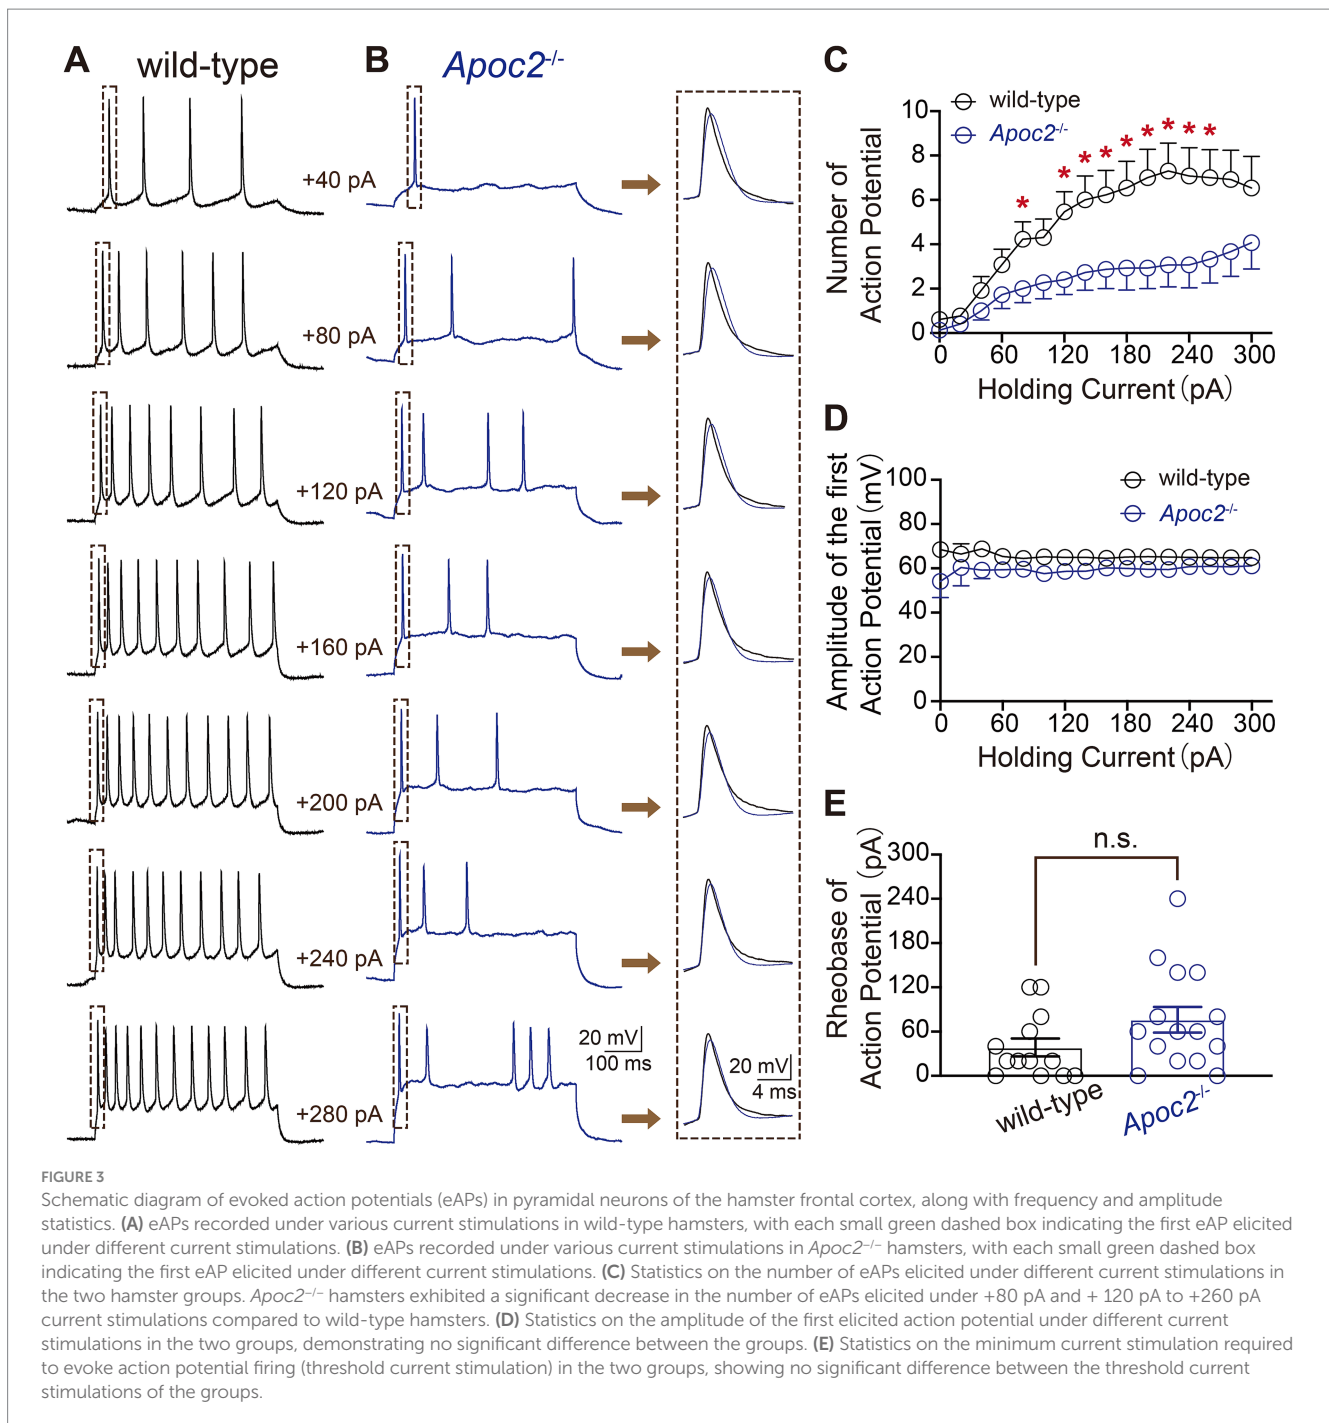 A
wild-type
B
Apoc2-/-
+40 pA
+80 pA
+120 pA
+160 pA
+200 pA
+240 pA
+280 pA
20 mV
100 ms
20 mV
4 ms
C
wild-type
Apoc2-/-
* * * * * * * * *
Number of
Action Potential
10
8
6
4
2
0
0 60 120 180 240 300
Holding Current (pA)
D
wild-type
Apoc2-/-
Amplitude of the first
Action Potential (mV)
100
80
60
40
20
0
0 60 120 180 240 300
Holding Current (pA)
E
n.s.
Rheobase of
Action Potential (pA)
300
240
180
120
60
0
wild-type
Apoc2-/-
FIGURE 3
Schematic diagram of evoked action potentials (eAPs) in pyramidal neurons of the hamster frontal cortex, along with frequency and amplitude
statistics. (A) eAPs recorded under various current stimulations in wild-type hamsters, with each small green dashed box indicating the first eAP elicited
under different current stimulations. (B) eAPs recorded under various current stimulations in Apoc2−/− hamsters, with each small green dashed box
indicating the first eAP elicited under different current stimulations. (C) Statistics on the number of eAPs elicited under different current stimulations in
the two hamster groups. Apoc2−/− hamsters exhibited a significant decrease in the number of eAPs elicited under +80 pA and + 120 pA to +260 pA
current stimulations compared to wild-type hamsters. (D) Statistics on the amplitude of the first elicited action potential under different current
stimulations in the two groups, demonstrating no significant difference between the groups. (E) Statistics on the minimum current stimulation required
to evoke action potential firing (threshold current stimulation) in the two groups, showing no significant difference between the threshold current
stimulations of the groups.